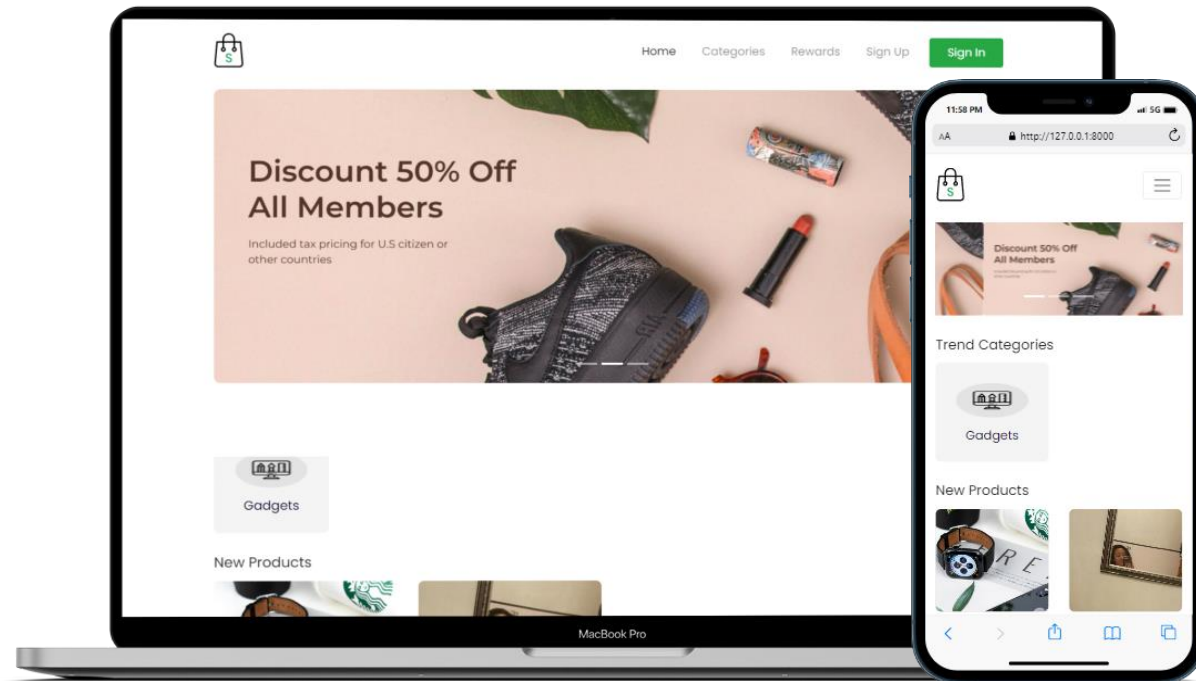 S
Home Categories Rewards Sign Up Sign In
Discount 50% Off
All Members
Included tax pricing for U.S citizen or
other countries
Gadgets
New Products
MacBook Pro
11:58 PM 5G
AA http://127.0.0.1:8000
S
Discount 50% Off
All Members
Trend Categories
Gadgets
New Products
R E